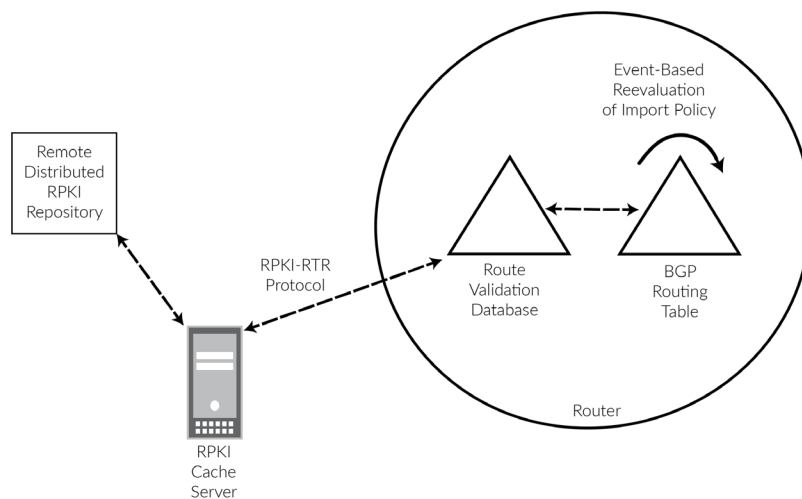 Event-Based
Reevaluation
of Import Policy
Remote
Distributed
RPKI
Repository
RPKI-RTR
Protocol
Route
Validation
Database
BGP
Routing
Table
Router
RPKI
Cache
Server